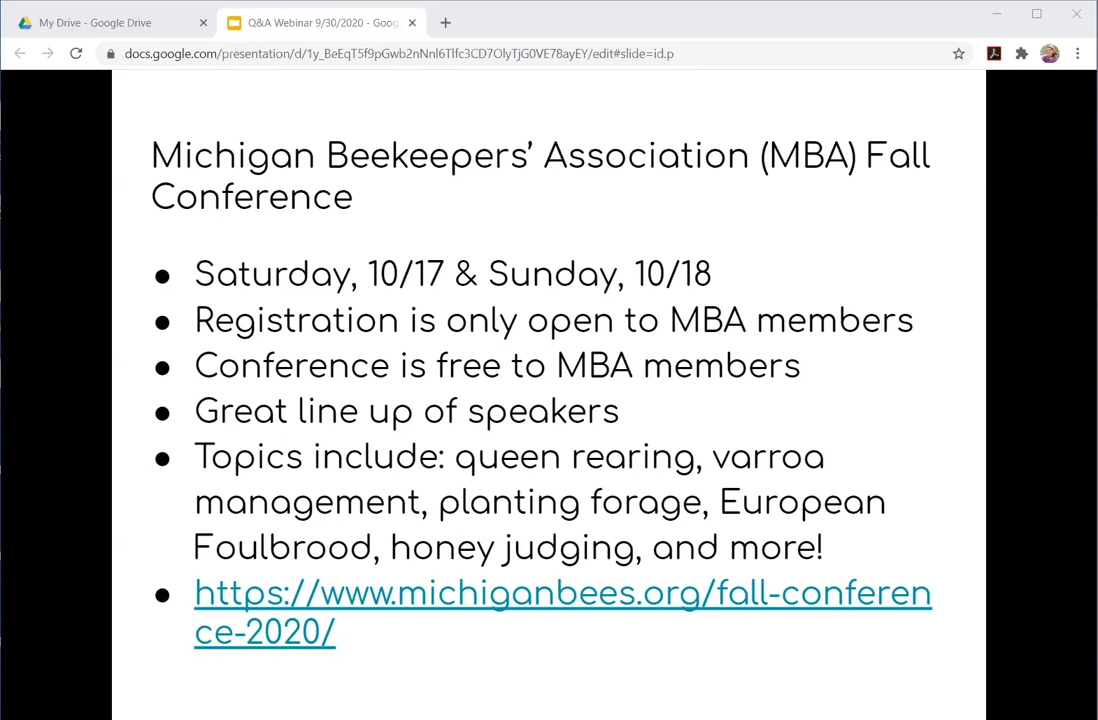 My Drive - Google Drive
Q&A Webinar 9/30/2020 - Goog
docs.google.com/presentation/d/1y_BeEqT5f9pGwb2nNnl6Tlfc3CD7OlyTjG0VE78ayEY/edit#slide=id.p
Michigan Beekeepers’ Association (MBA) Fall
Conference
● Saturday, 10/17 & Sunday, 10/18
● Registration is only open to MBA members
● Conference is free to MBA members
● Great line up of speakers
● Topics include: queen rearing, varroa
management, planting forage, European
Foulbrood, honey judging, and more!
● https://www.michiganbees.org/fall-conferen
ce-2020/